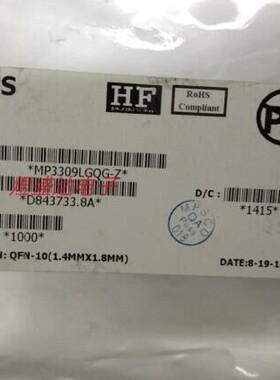 S
HF
RoHS
Compliant
P
*MP3309LGQG-Z*
D/C :
*1415*
*D843733.8A*
*1000*
QFN-10(1.4MMX1.8MM)
DATE:8-19-1